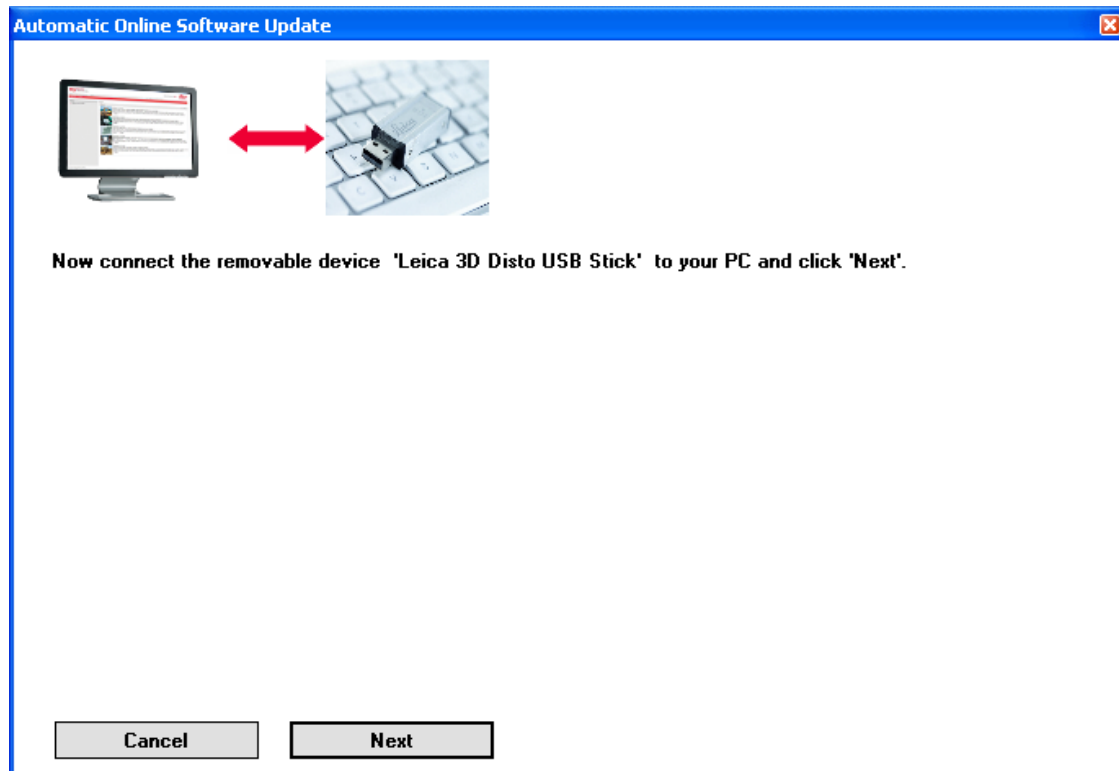 Automatic Online Software Update
Now connect the removable device 'Leica 3D Disto USB Stick' to your PC and click 'Next'.
Cancel
Next